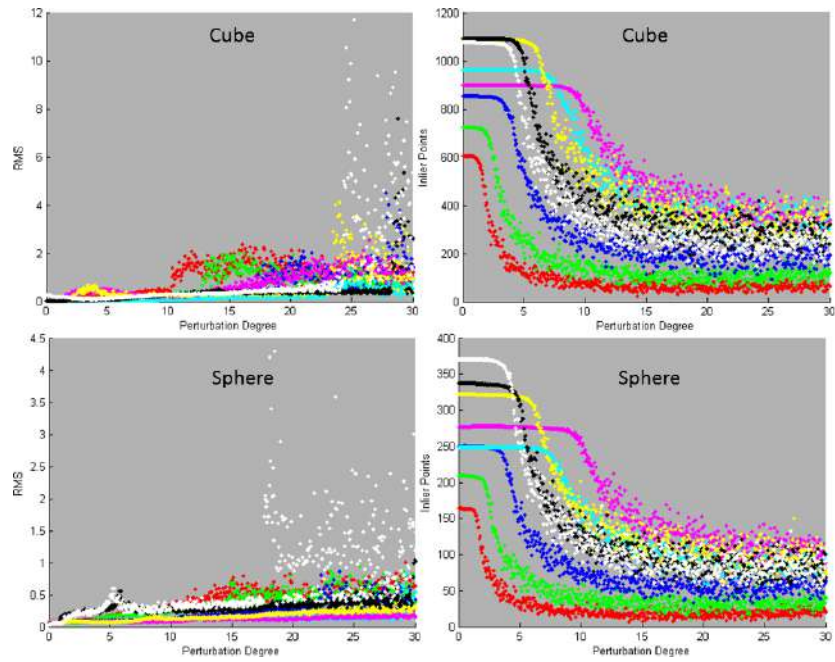 Cube
RMS
12
10
8
6
4
2
0
0 5 10 15 20 25 30
Perturbation Degree
Cube
Inlier Points
1200
1000
800
600
400
200
0
0 5 10 15 20 25 30
Perturbation Degree
Sphere
RMS
4.5
4
3.5
3
2.5
2
1.5
1
0.5
0
0 5 10 15 20 25 30
Perturbation Degree
Sphere
Inlier Points
400
350
300
250
200
150
100
50
0
0 5 10 15 20 25 30
Perturbation Degree